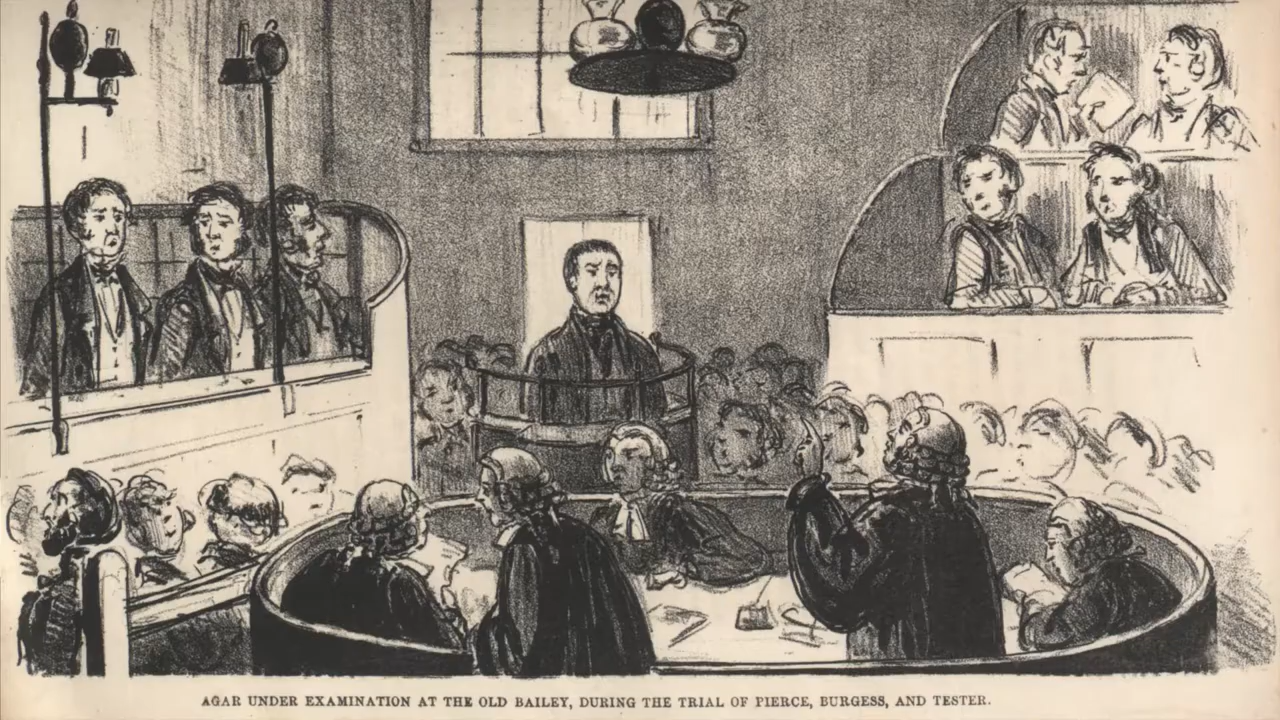 AGAR UNDER EXAMINATION AT THE OLD BAILEY, DURING THE TRIAL OF PIERCE, BURGESS, AND TESTER.